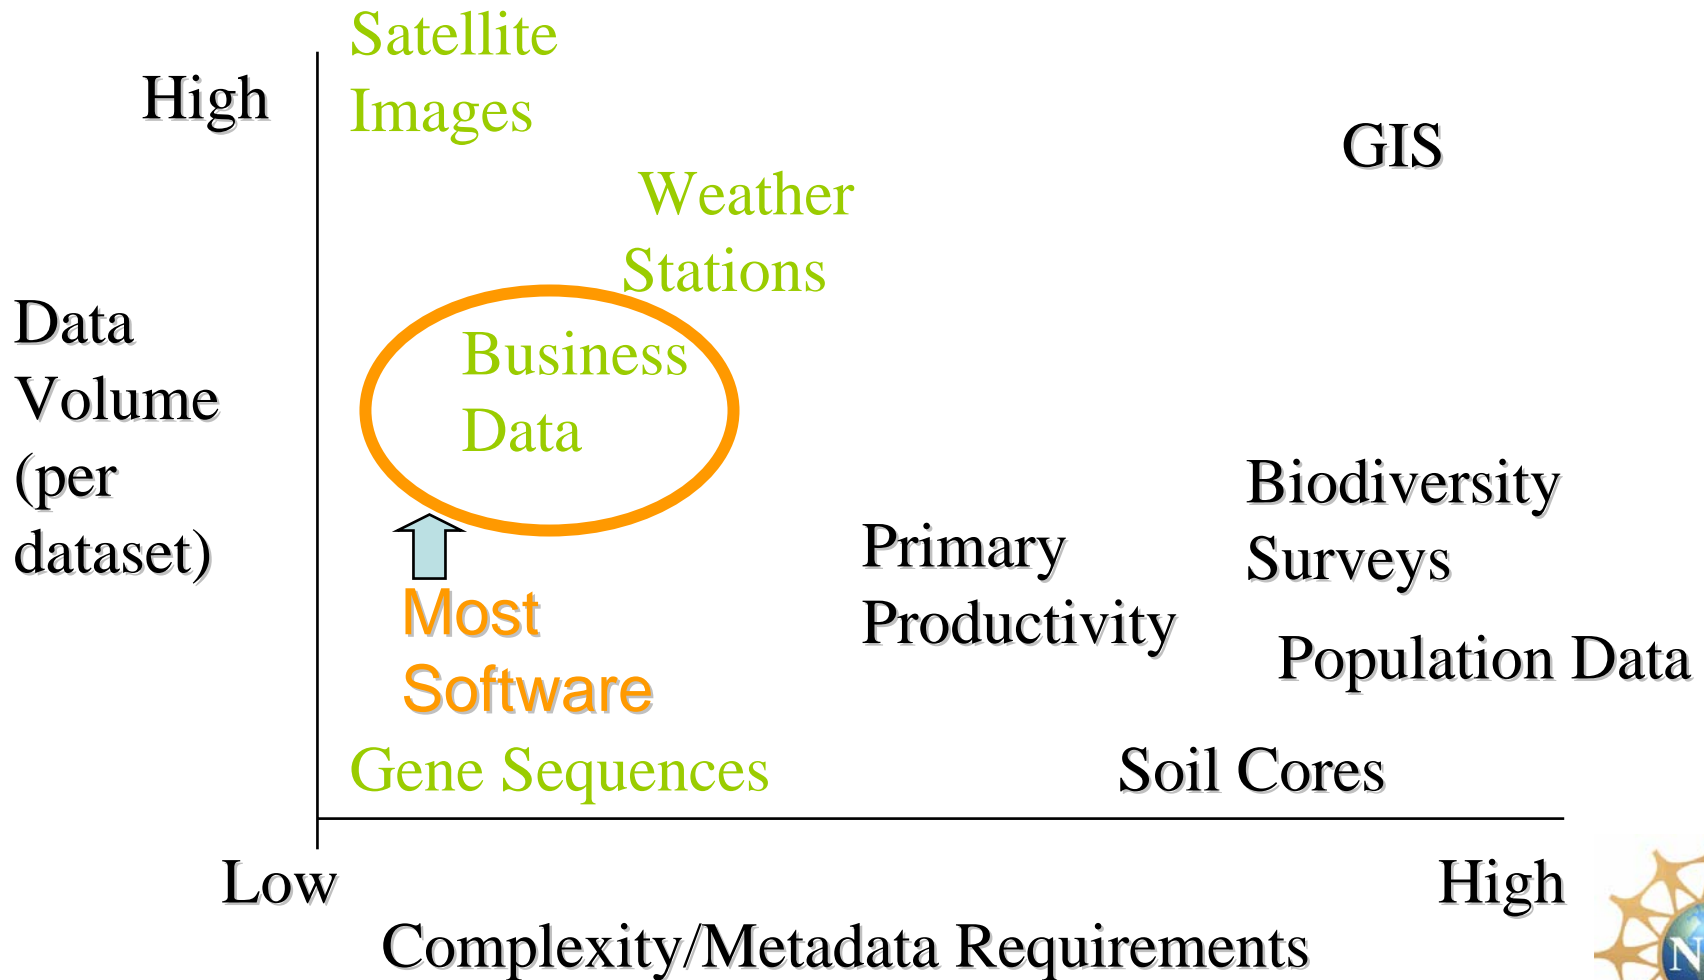 Satellite
Images
High
GIS
Weather
Stations
Data
Volume
(per
dataset)
Business
Data
Biodiversity
Surveys
Primary
Productivity
Most
Software
Population Data
Gene Sequences
Soil Cores
Low
High
Complexity/Metadata Requirements